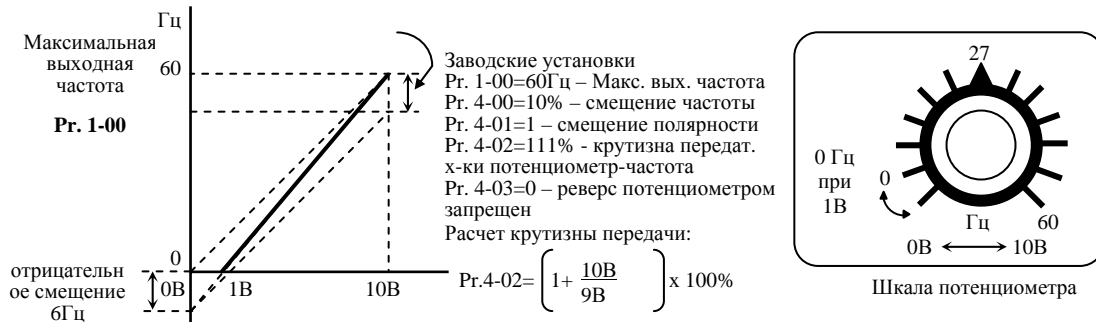 Гц
Максимальная
выходная
частота
60
Pr. 1-00
0
отрицательн
ое смещение
6Гц
0В
1В
10В
Заводские установки
Pr. 1-00=60Гц – Макс. вых. частота
Pr. 4-00=10% – смещение частоты
Pr. 4-01=1 – смещение полярности
Pr. 4-02=111% - крутизна передат.
х-ки потенциометр-частота
Pr. 4-03=0 – реверс потенциометром
запрещен
Расчет крутизны передачи:
Pr.4-02= (1+ 10В/9В) x 100%
27
0 Гц
при
1В
0
Гц
60
0В
10В
Шкала потенциометра